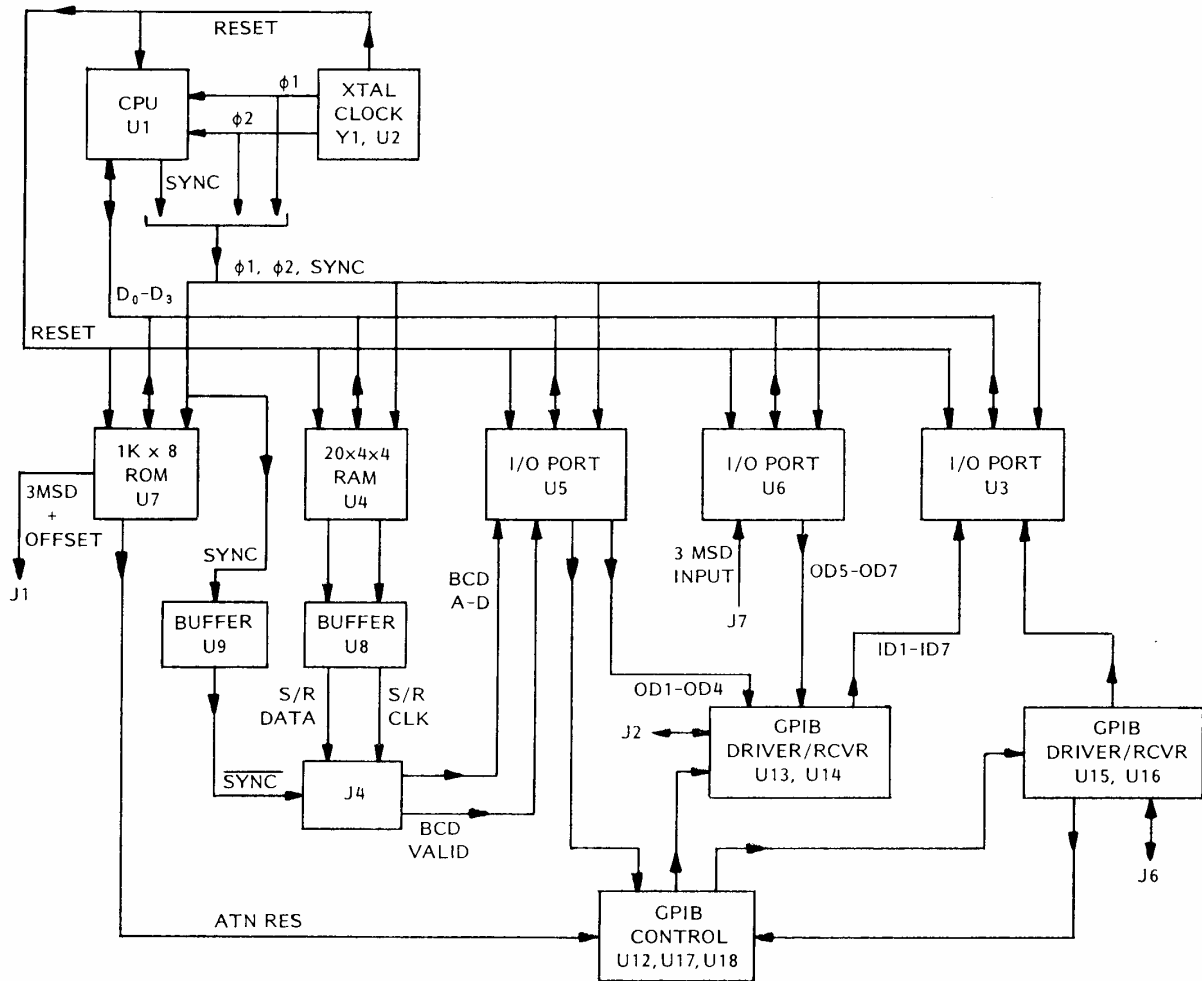 RESET
CPU
U1
ϕ1
ϕ2
XTAL
CLOCK
Y1, U2
SYNC
ϕ1, ϕ2, SYNC
D₀-D₃
RESET
1K x 8
ROM
U7
20x4x4
RAM
U4
I/O PORT
U5
I/O PORT
U6
I/O PORT
U3
3MSD
+
OFFSET
J1
SYNC
BUFFER
U9
BUFFER
U8
BCD
A-D
3 MSD
INPUT
J7
OD5-OD7
ID1-ID7
S/R
DATA
S/R
CLK
OD1-OD4
J2
GPIB
DRIVER/RCVR
U13, U14
GPIB
DRIVER/RCVR
U15, U16
S̅Y̅N̅C̅
J4
BCD
VALID
J6
ATN RES
GPIB
CONTROL
U12, U17, U18